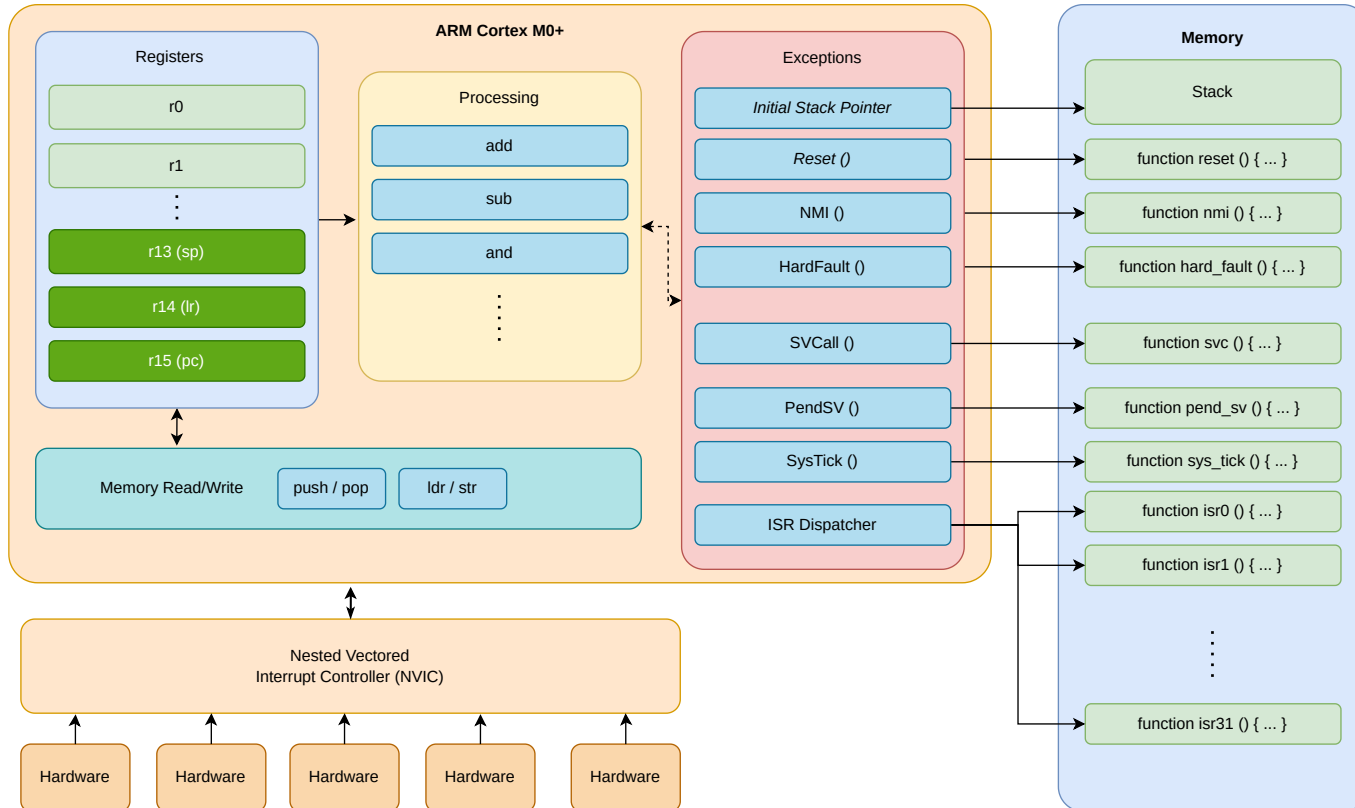 ARM Cortex M0+
Registers
r0
r1
r13 (sp)
r14 (lr)
r15 (pc)
Processing
add
sub
and
Exceptions
Initial Stack Pointer
Reset ()
NMI ()
HardFault ()
SVCall ()
PendSV ()
SysTick ()
ISR Dispatcher
Memory Read/Write
push / pop
ldr / str
Memory
Stack
function reset () { ... }
function nmi () { ... }
function hard_fault () { ... }
function svc () { ... }
function pend_sv () { ... }
function sys_tick () { ... }
function isr0 () { ... }
function isr1 () { ... }
function isr31 () { ... }
Nested Vectored
Interrupt Controller (NVIC)
Hardware
Hardware
Hardware
Hardware
Hardware